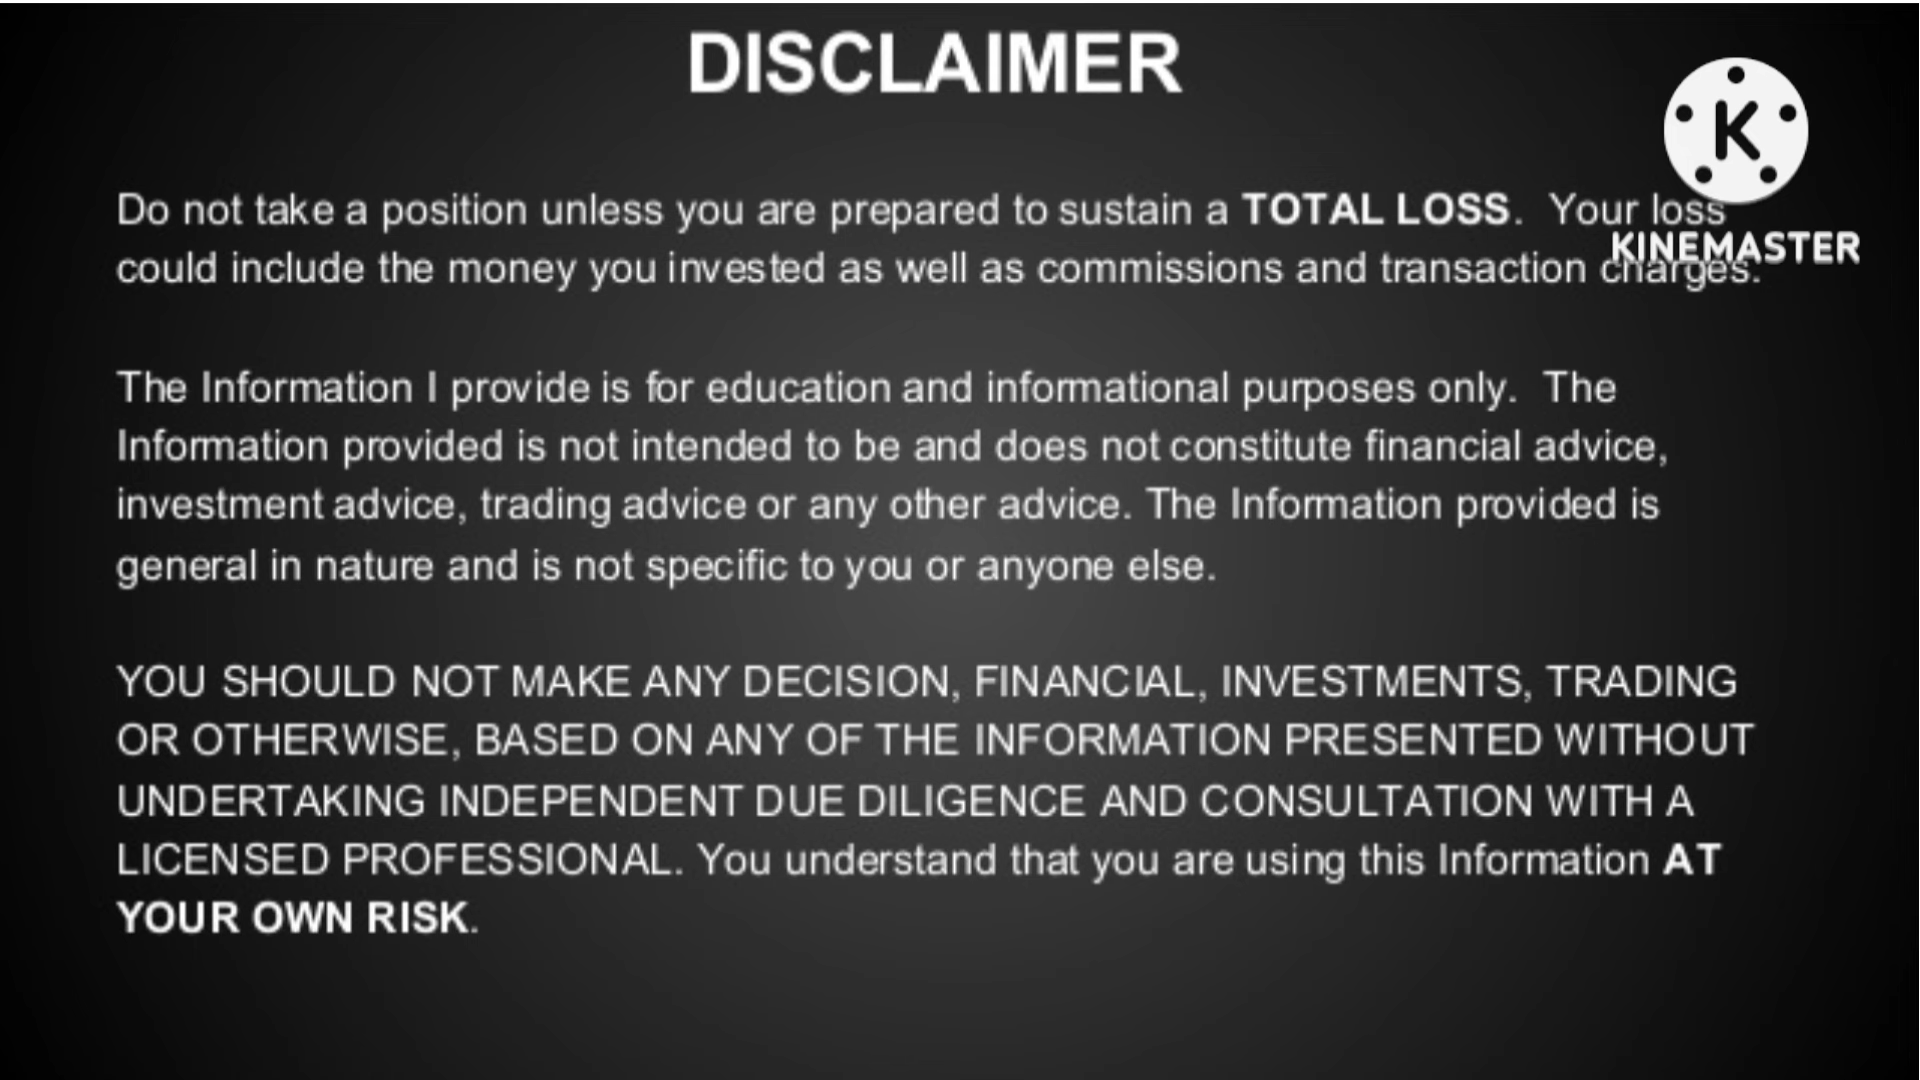 DISCLAIMER
K
Do not take a position unless you are prepared to sustain a TOTAL LOSS. Your loss
KINEMASTER
could include the money you invested as well as commissions and transaction charges.
The Information I provide is for education and informational purposes only. The
Information provided is not intended to be and does not constitute financial advice,
investment advice, trading advice or any other advice. The Information provided is
general in nature and is not specific to you or anyone else.
YOU SHOULD NOT MAKE ANY DECISION, FINANCIAL, INVESTMENTS, TRADING
OR OTHERWISE, BASED ON ANY OF THE INFORMATION PRESENTED WITHOUT
UNDERTAKING INDEPENDENT DUE DILIGENCE AND CONSULTATION WITH A
LICENSED PROFESSIONAL. You understand that you are using this Information AT
YOUR OWN RISK.